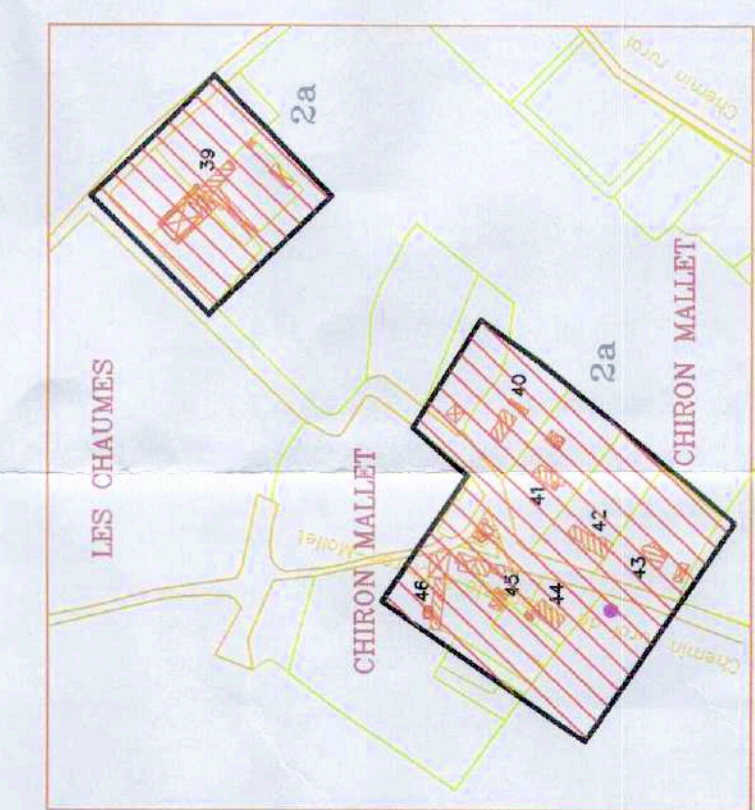 Chemin rural
39
2a
LES CHAUMES
40
2a
CHIRON MALLET
CHIRON MALLET
Mollet
41
42
46
45
44
43
Chemin